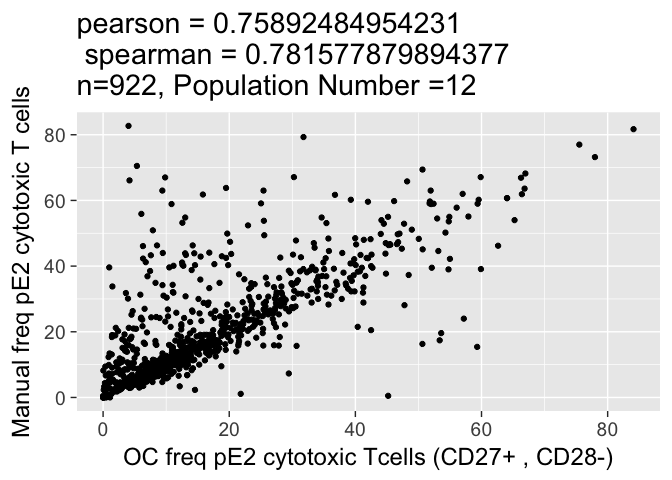 pearson = 0.75892484954231
spearman = 0.781577879894377
n=922, Population Number =12
Manual freq pE2 cytotoxic T cells
80
60
40
20
0
0 20 40 60 80
OC freq pE2 cytotoxic Tcells (CD27+ , CD28-)